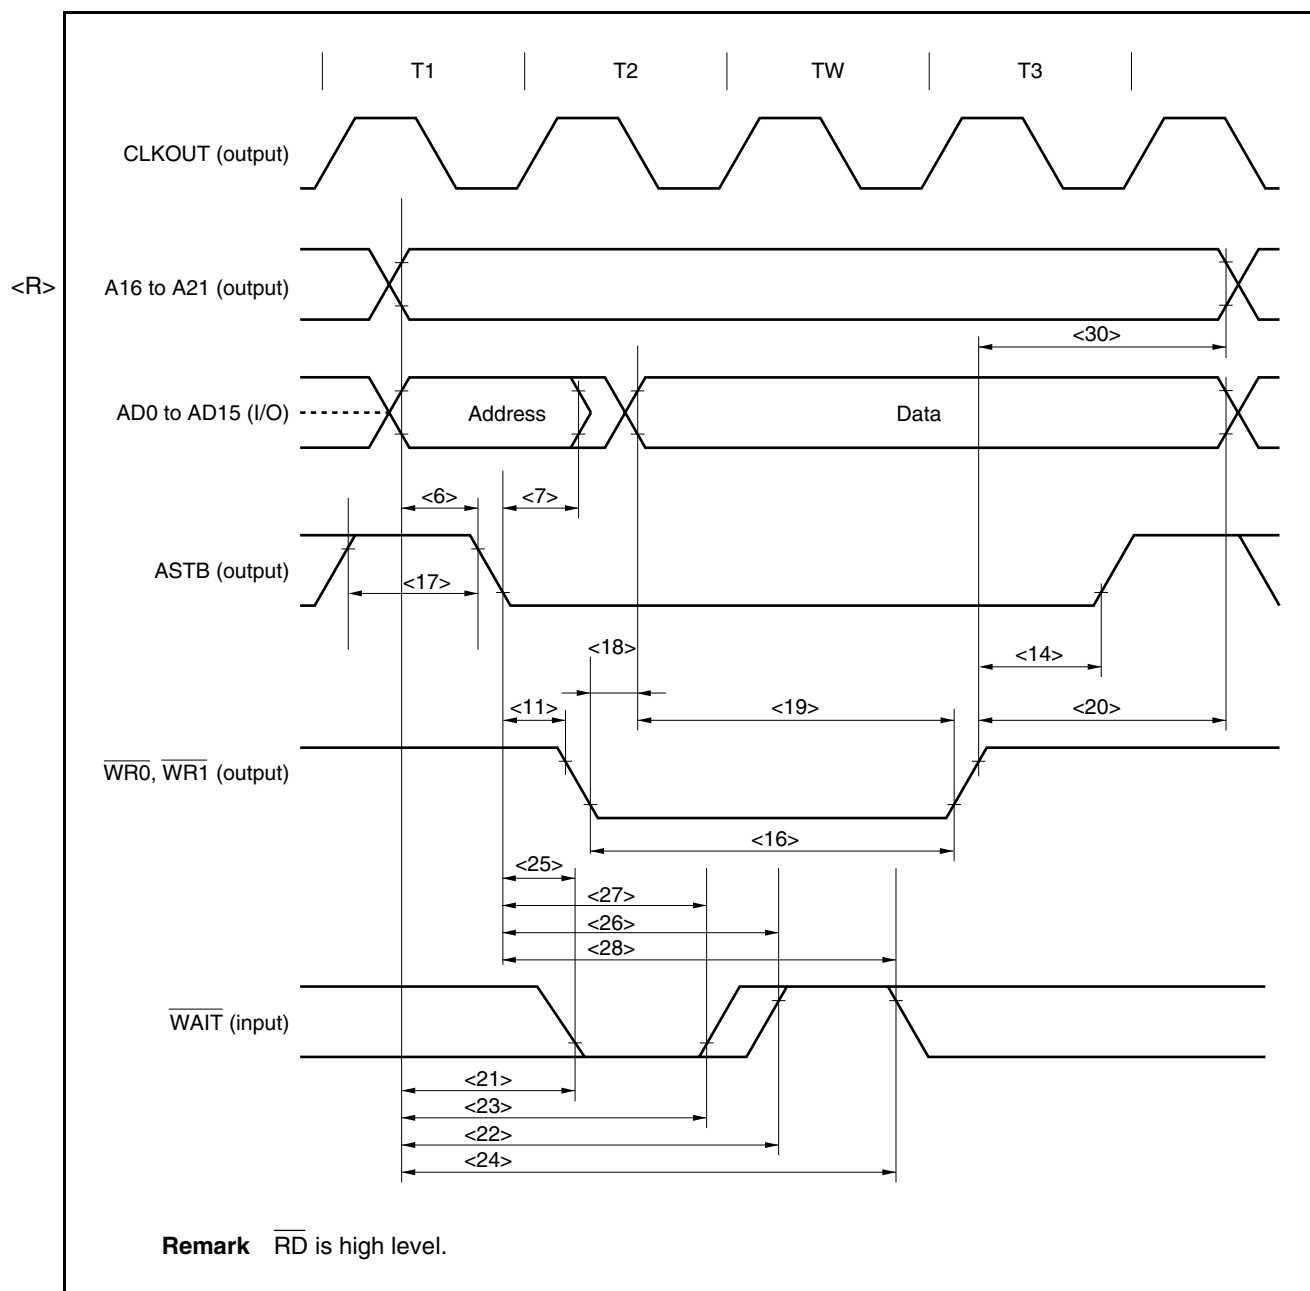 T1 T2 TW T3
CLKOUT (output)
<R>
A16 to A21 (output)
<30>
AD0 to AD15 (I/O) Address Data
<6> <7>
ASTB (output)
<17>
<18> <14>
<11> <19> <20>
WR0, WR1 (output)
<16>
<25>
<27>
<26>
<28>
WAIT (input)
<21>
<23>
<22>
<24>
Remark RD is high level.